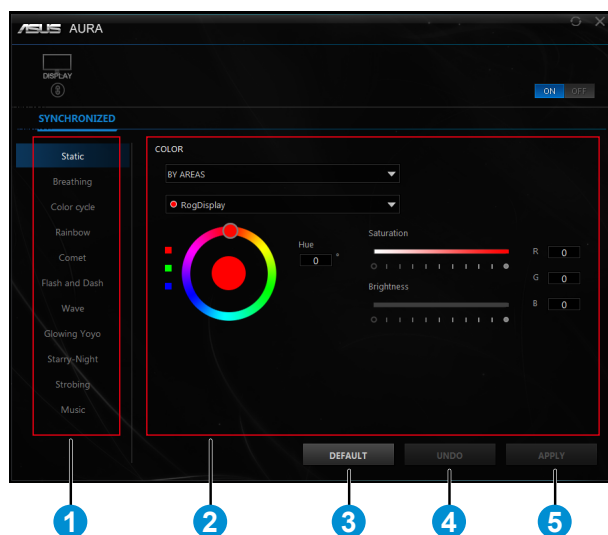 ASUS AURA
DISPLAY
ON OFF
SYNCHRONIZED
Static
Breathing
Color cycle
Rainbow
Comet
Flash and Dash
Wave
Glowing Yoyo
Starry-Night
Strobing
Music
COLOR
BY AREAS
RogDisplay
Hue
0 °
Saturation
Brightness
R 0
G 0
B 0
DEFAULT
UNDO
APPLY
1 2 3 4 5